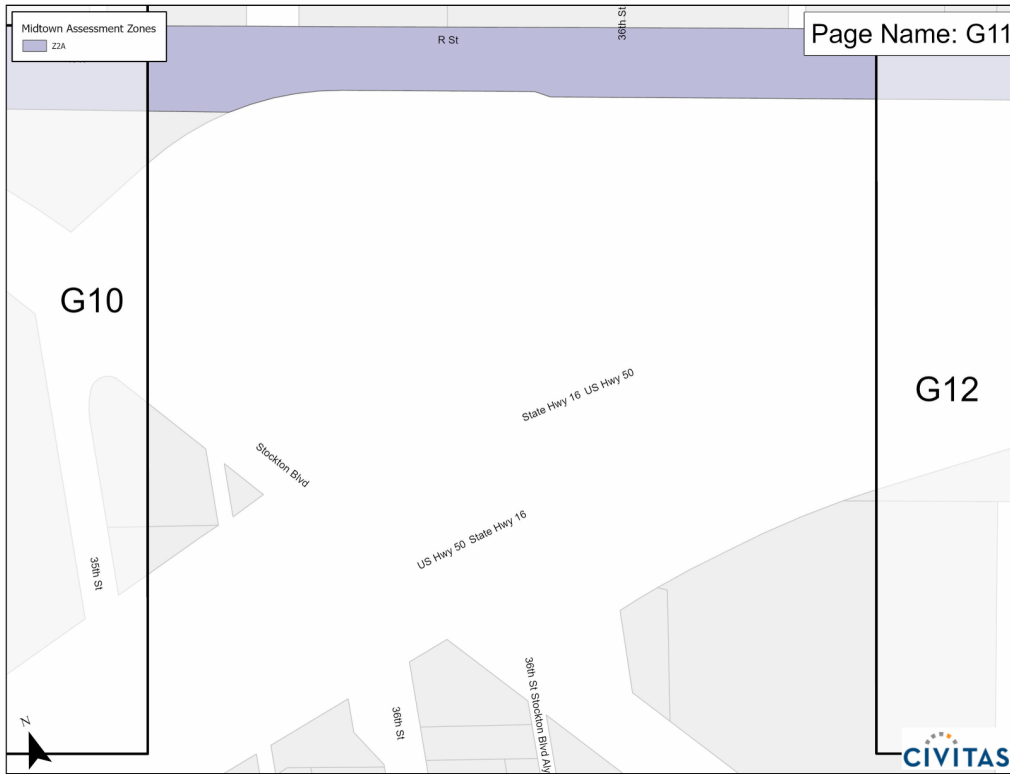 Midtown Assessment Zones
Z2A
R St
36th St
Page Name: G11
G10
G12
State Hwy 16 US Hwy 50
Stockton Blvd
US Hwy 50 State Hwy 16
35th St
36th St
36th St Stockton Blvd Aly
N
CIVITAS